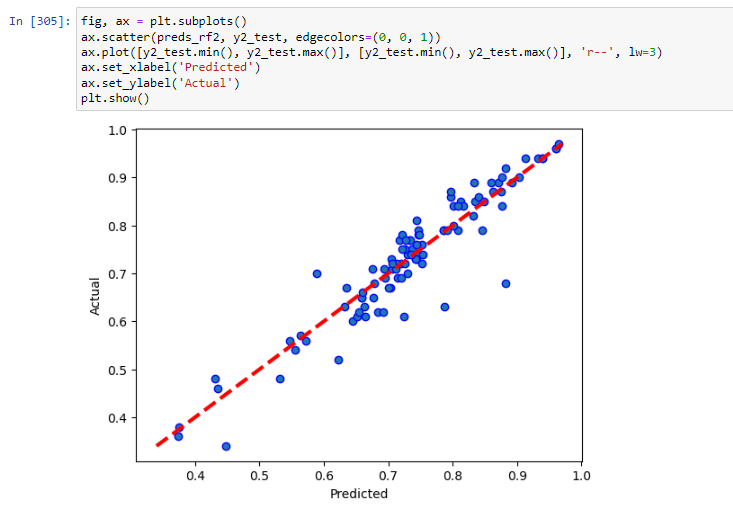 In [305]: fig, ax = plt.subplots()
ax.scatter(preds_rf2, y2_test, edgecolors=(0, 0, 1))
ax.plot([y2_test.min(), y2_test.max()], [y2_test.min(), y2_test.max()], 'r--', lw=3)
ax.set_xlabel('Predicted')
ax.set_ylabel('Actual')
plt.show()
1.0
0.9
0.8
0.7
0.6
0.5
0.4
Actual
0.4 0.5 0.6 0.7 0.8 0.9 1.0
Predicted